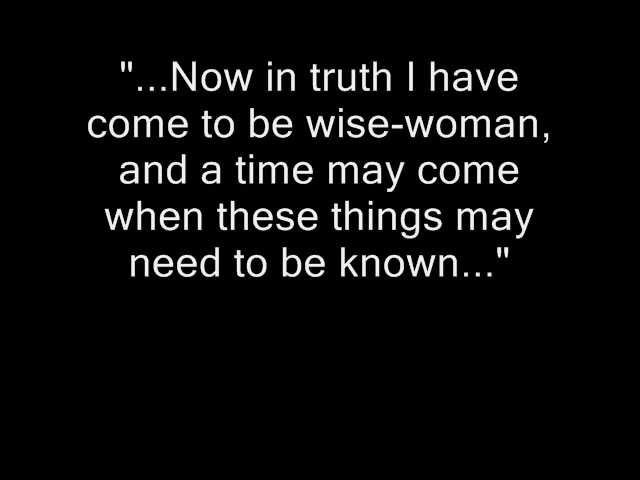 "...Now in truth I have
come to be wise-woman,
and a time may come
when these things may
need to be known..."